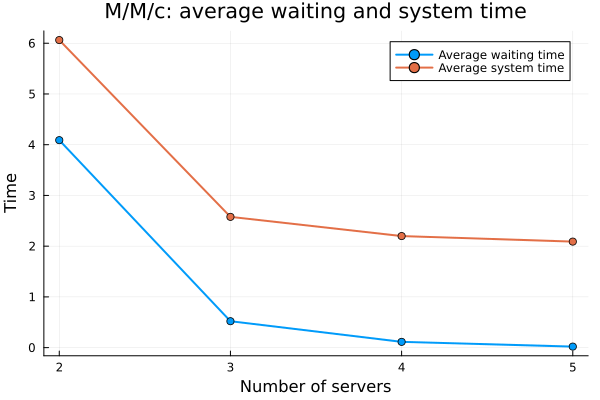 M/M/c: average waiting and system time
Average waiting time
Average system time
6
5
4
3
2
1
0
Time
2 3 4 5
Number of servers